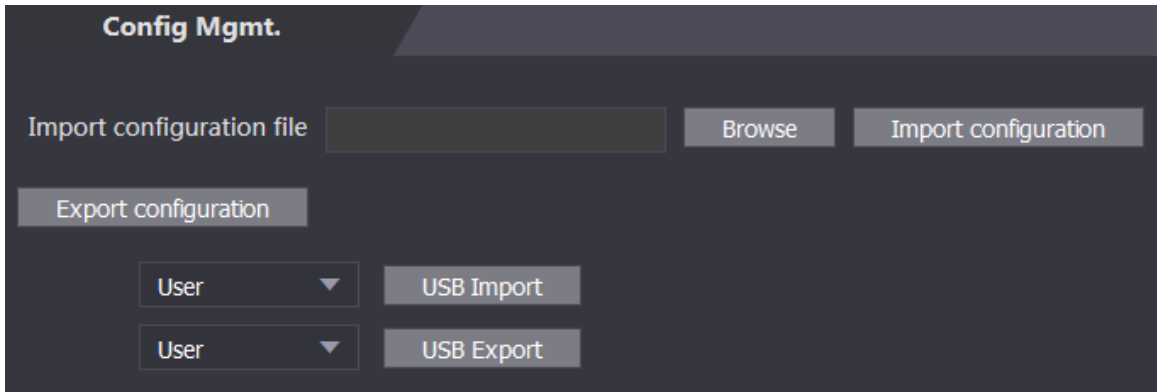 Config Mgmt.
Import configuration file Browse Import configuration
Export configuration
User USB Import
User USB Export